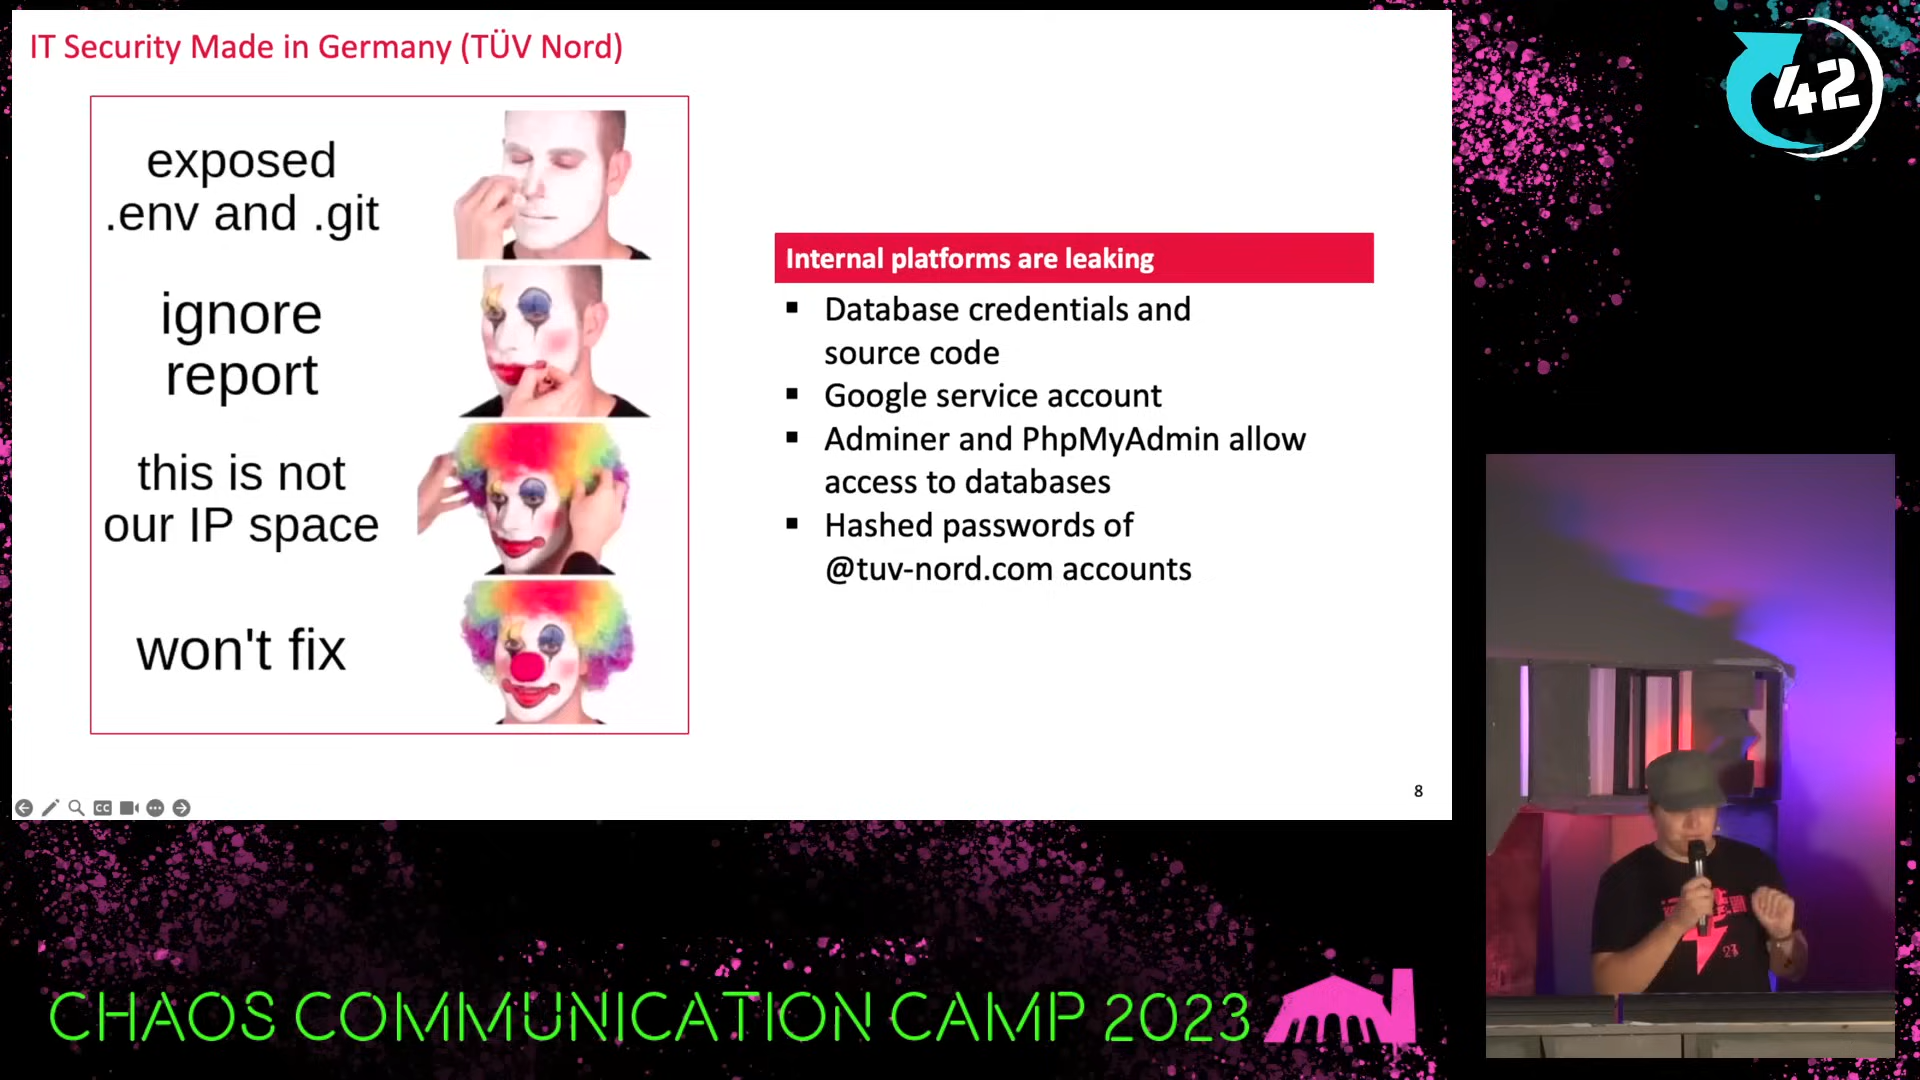 IT Security Made in Germany (TÜV Nord)
exposed
.env and .git
ignore
report
this is not
our IP space
won't fix
Internal platforms are leaking
Database credentials and
source code
Google service account
Adminer and PhpMyAdmin allow
access to databases
Hashed passwords of
@tuv-nord.com accounts
8
CC
42
23
CHAOS COMMUNICATION CAMP 2023